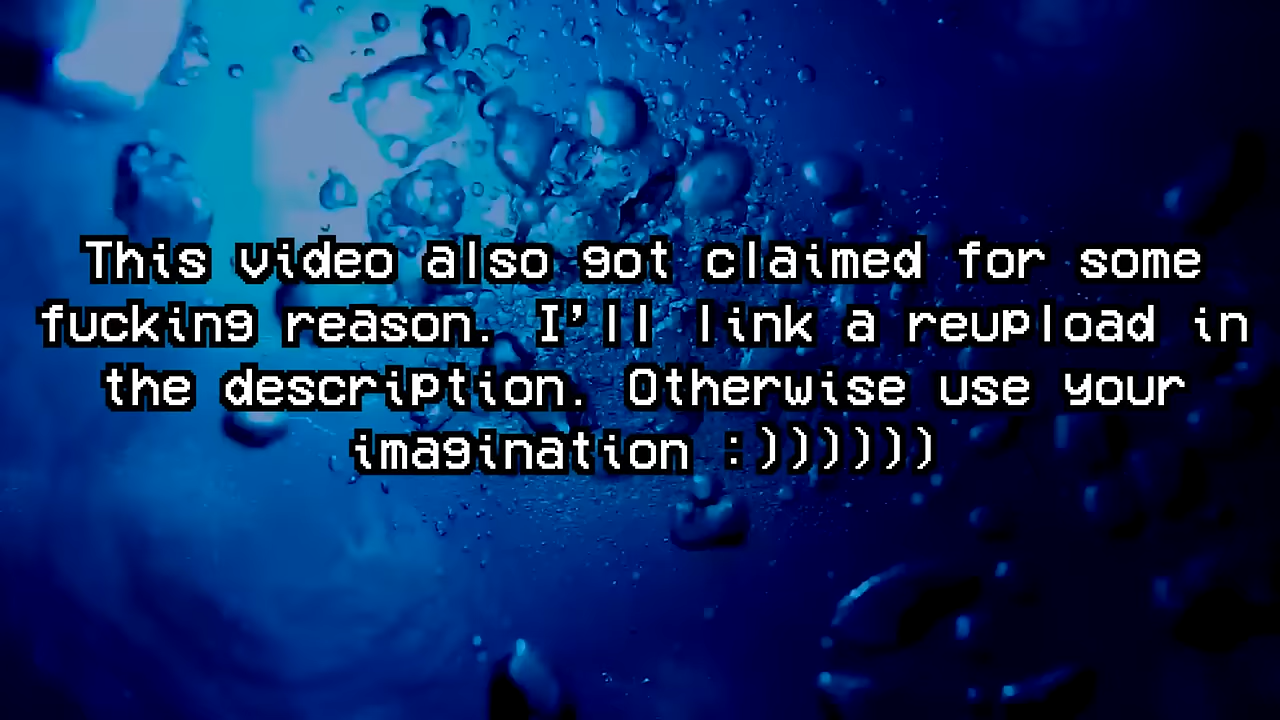 This video also got claimed for some
fucking reason. I'll link a reupload in
the description. Otherwise use your
imagination :))))))